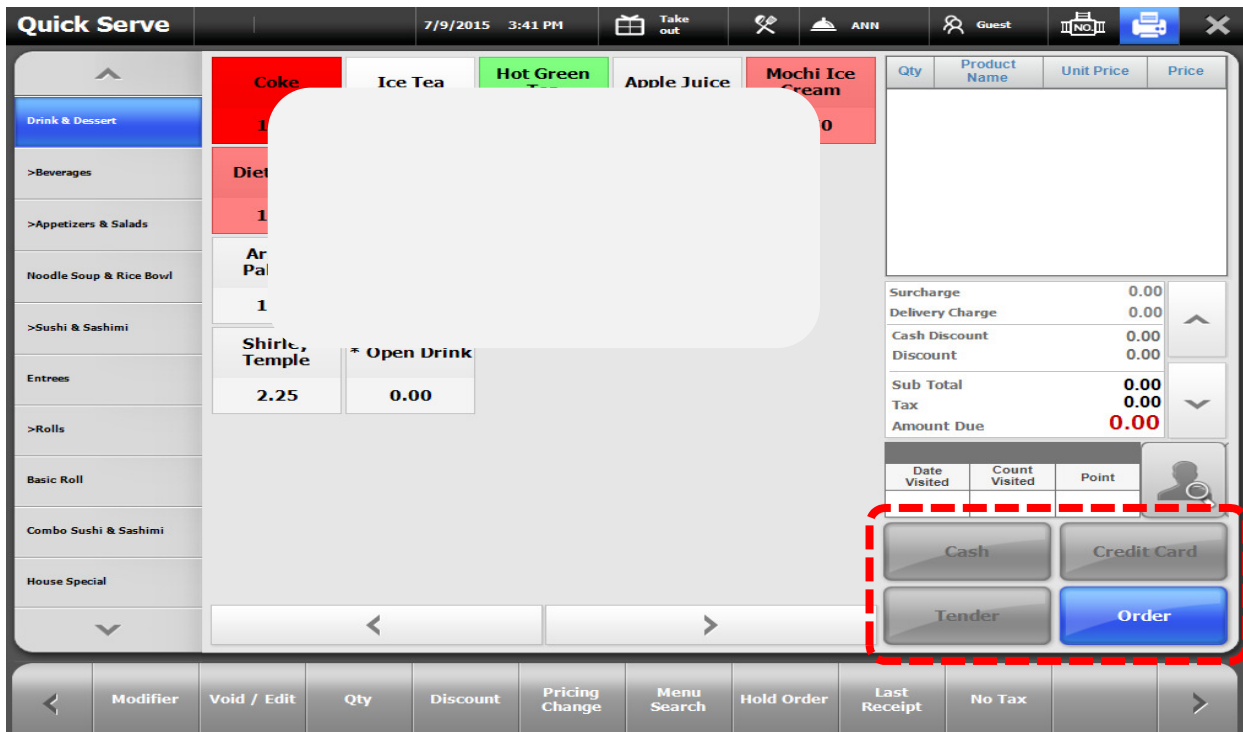 Quick Serve
7/9/2015 3:41 PM
Take
out
ANN
Guest
NO.
Drink & Dessert
>Beverages
>Appetizers & Salads
Noodle Soup & Rice Bowl
>Sushi & Sashimi
Entrees
>Rolls
Basic Roll
Combo Sushi & Sashimi
House Special
Coke
Ice Tea
Hot Green
Apple Juice
Mochi Ice
Cream
Shirley
Temple
2.25
* Open Drink
0.00
Qty
Product
Name
Unit Price
Price
Surcharge 0.00
Delivery Charge 0.00
Cash Discount 0.00
Discount 0.00
Sub Total 0.00
Tax 0.00
Amount Due 0.00
Date
Visited
Count
Visited
Point
Cash
Credit Card
Tender
Order
Modifier
Void / Edit
Qty
Discount
Pricing
Change
Menu
Search
Hold Order
Last
Receipt
No Tax